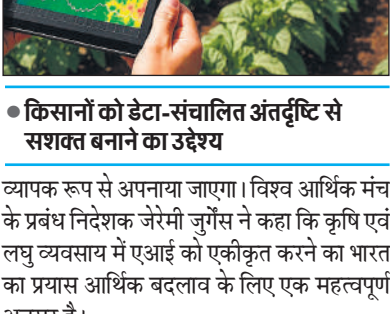 ● किसानों को डेटा-संचालित अंतर्दृष्टि से
सशक्त बनाने का उद्देश्य
व्यापक रूप से अपनाया जाएगा। विश्व आर्थिक मंच
के प्रबंध निदेशक जेरेमी जुर्गेंस ने कहा कि कृषि एवं
लघु व्यवसाय में एआई को एकीकृत करने का भारत
का प्रयास आर्थिक बदलाव के लिए एक महत्वपूर्ण